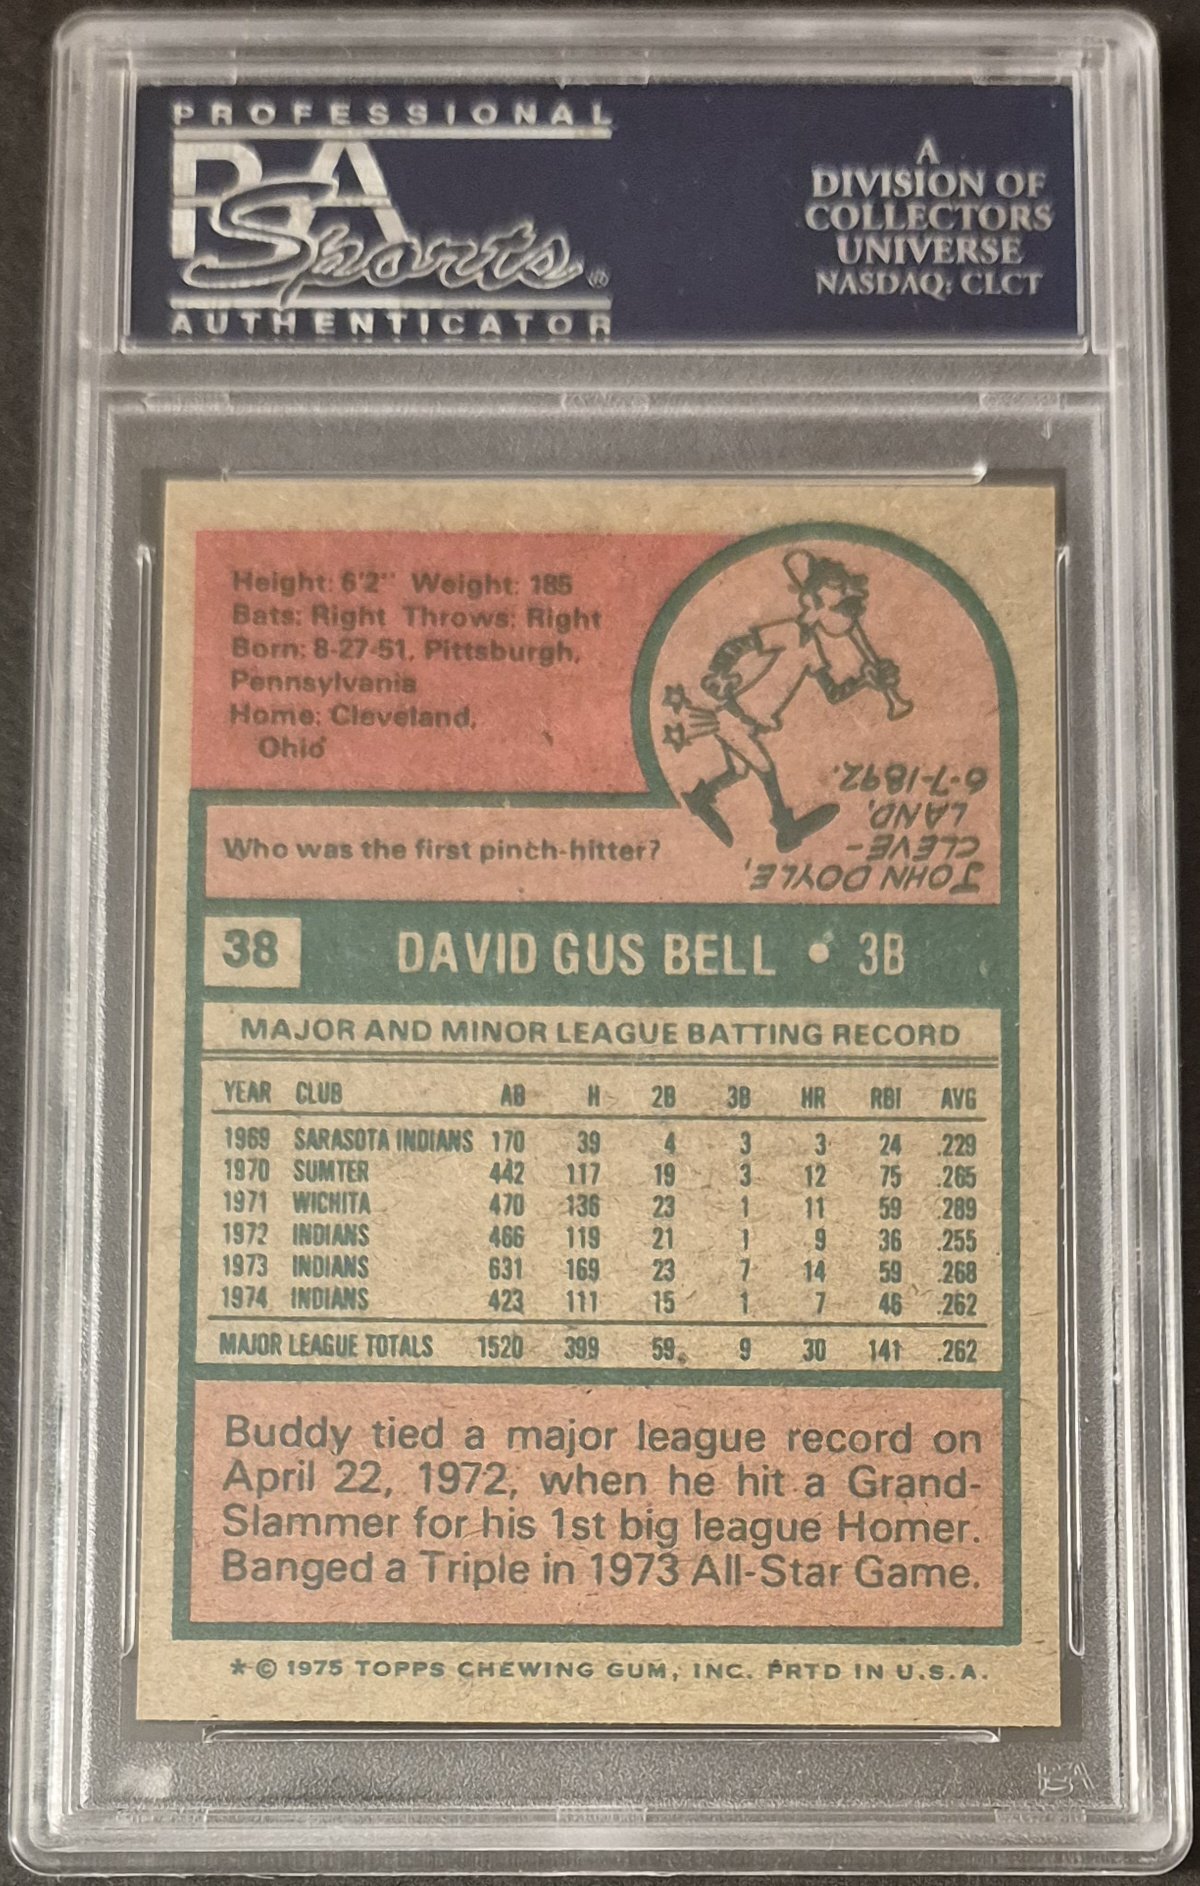 PROFESSIONAL
PSA
Sports®
AUTHENTICATOR
A
DIVISION OF
COLLECTORS
UNIVERSE
NASDAQ: CLCT
Height: 6'2" Weight: 185
Bats: Right Throws: Right
Born: 8-27-51, Pittsburgh,
Pennsylvania
Home: Cleveland,
Ohio
Who was the first pinch-hitter?
JOHN DOYLE,
CLEVE-
LAND,
6-7-1892.
38 DAVID GUS BELL • 3B
MAJOR AND MINOR LEAGUE BATTING RECORD
YEAR CLUB AB H 2B 3B HR RBI AVG
1969 SARASOTA INDIANS 170 39 4 3 3 24 .229
1970 SUMTER 442 117 19 3 12 75 .265
1971 WICHITA 470 136 23 1 11 59 .289
1972 INDIANS 466 119 21 1 9 36 .255
1973 INDIANS 631 169 23 7 14 59 .268
1974 INDIANS 423 111 15 1 7 46 .262
MAJOR LEAGUE TOTALS 1520 399 59 9 30 141 .262
Buddy tied a major league record on
April 22, 1972, when he hit a Grand-
Slammer for his 1st big league Homer.
Banged a Triple in 1973 All-Star Game.
*© 1975 TOPPS CHEWING GUM, INC. PRTD IN U.S.A.
PSA